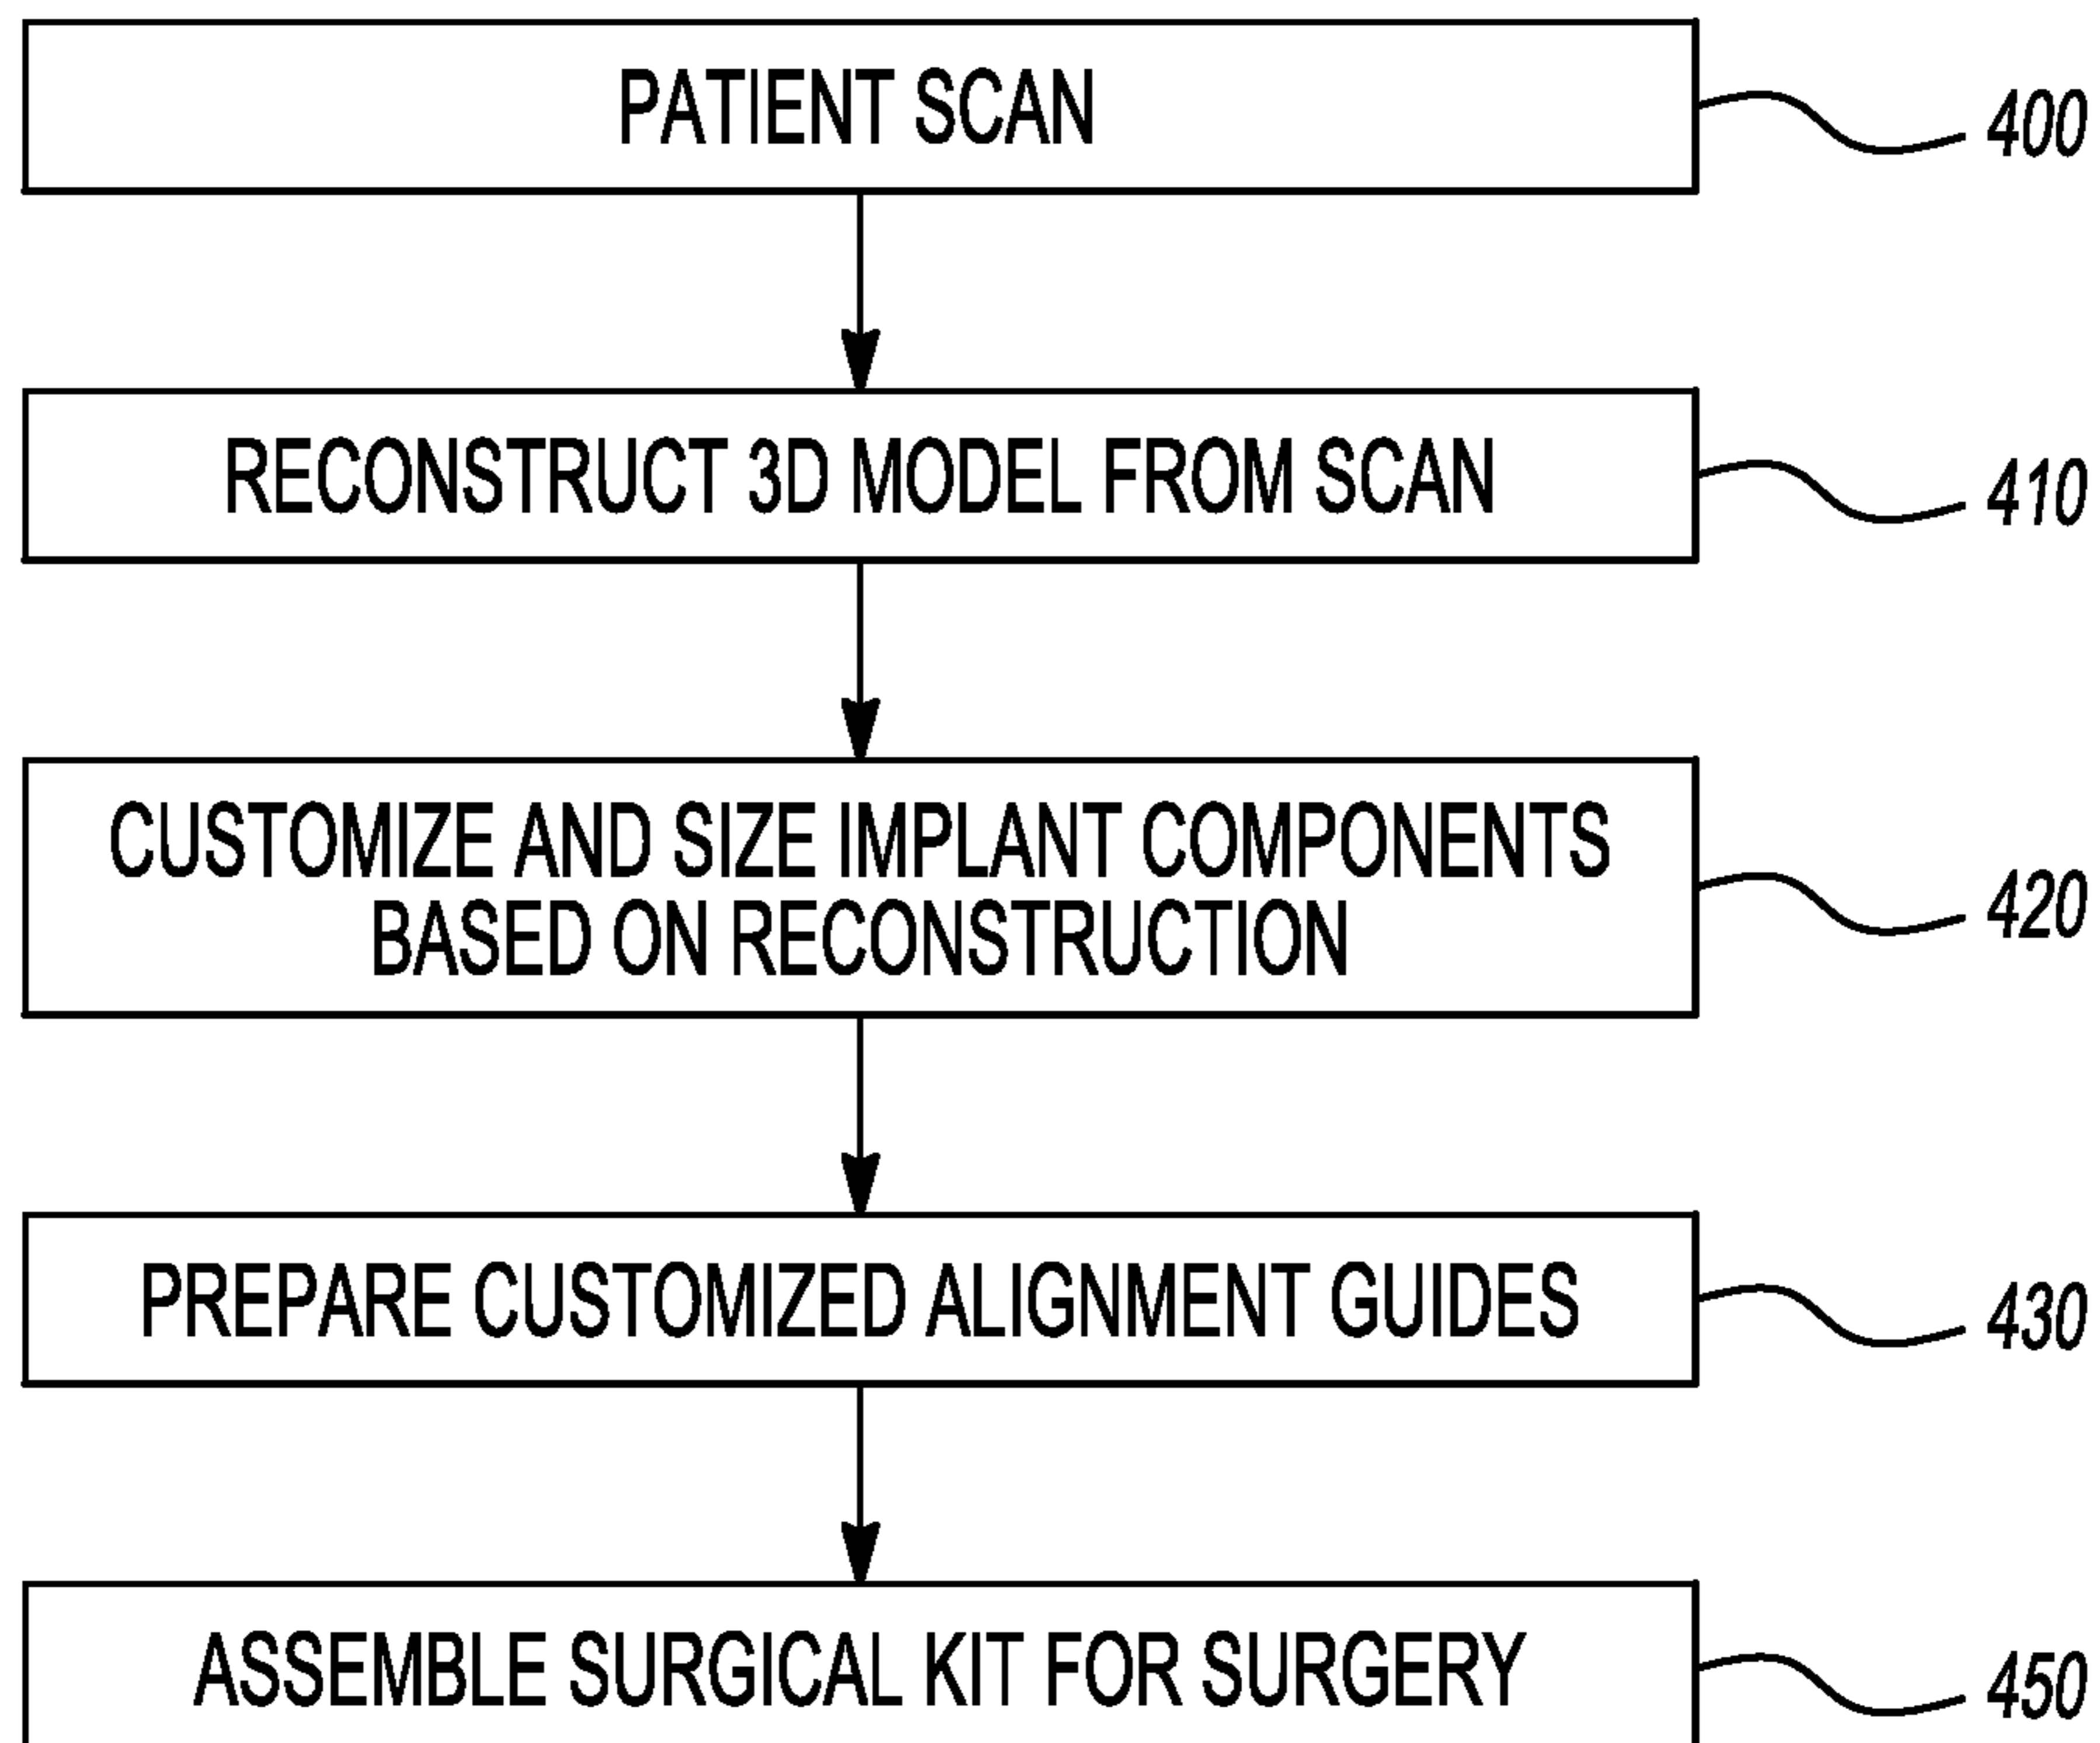 PATIENT SCAN
400
RECONSTRUCT 3D MODEL FROM SCAN
410
CUSTOMIZE AND SIZE IMPLANT COMPONENTS
BASED ON RECONSTRUCTION
420
PREPARE CUSTOMIZED ALIGNMENT GUIDES
430
ASSEMBLE SURGICAL KIT FOR SURGERY
450